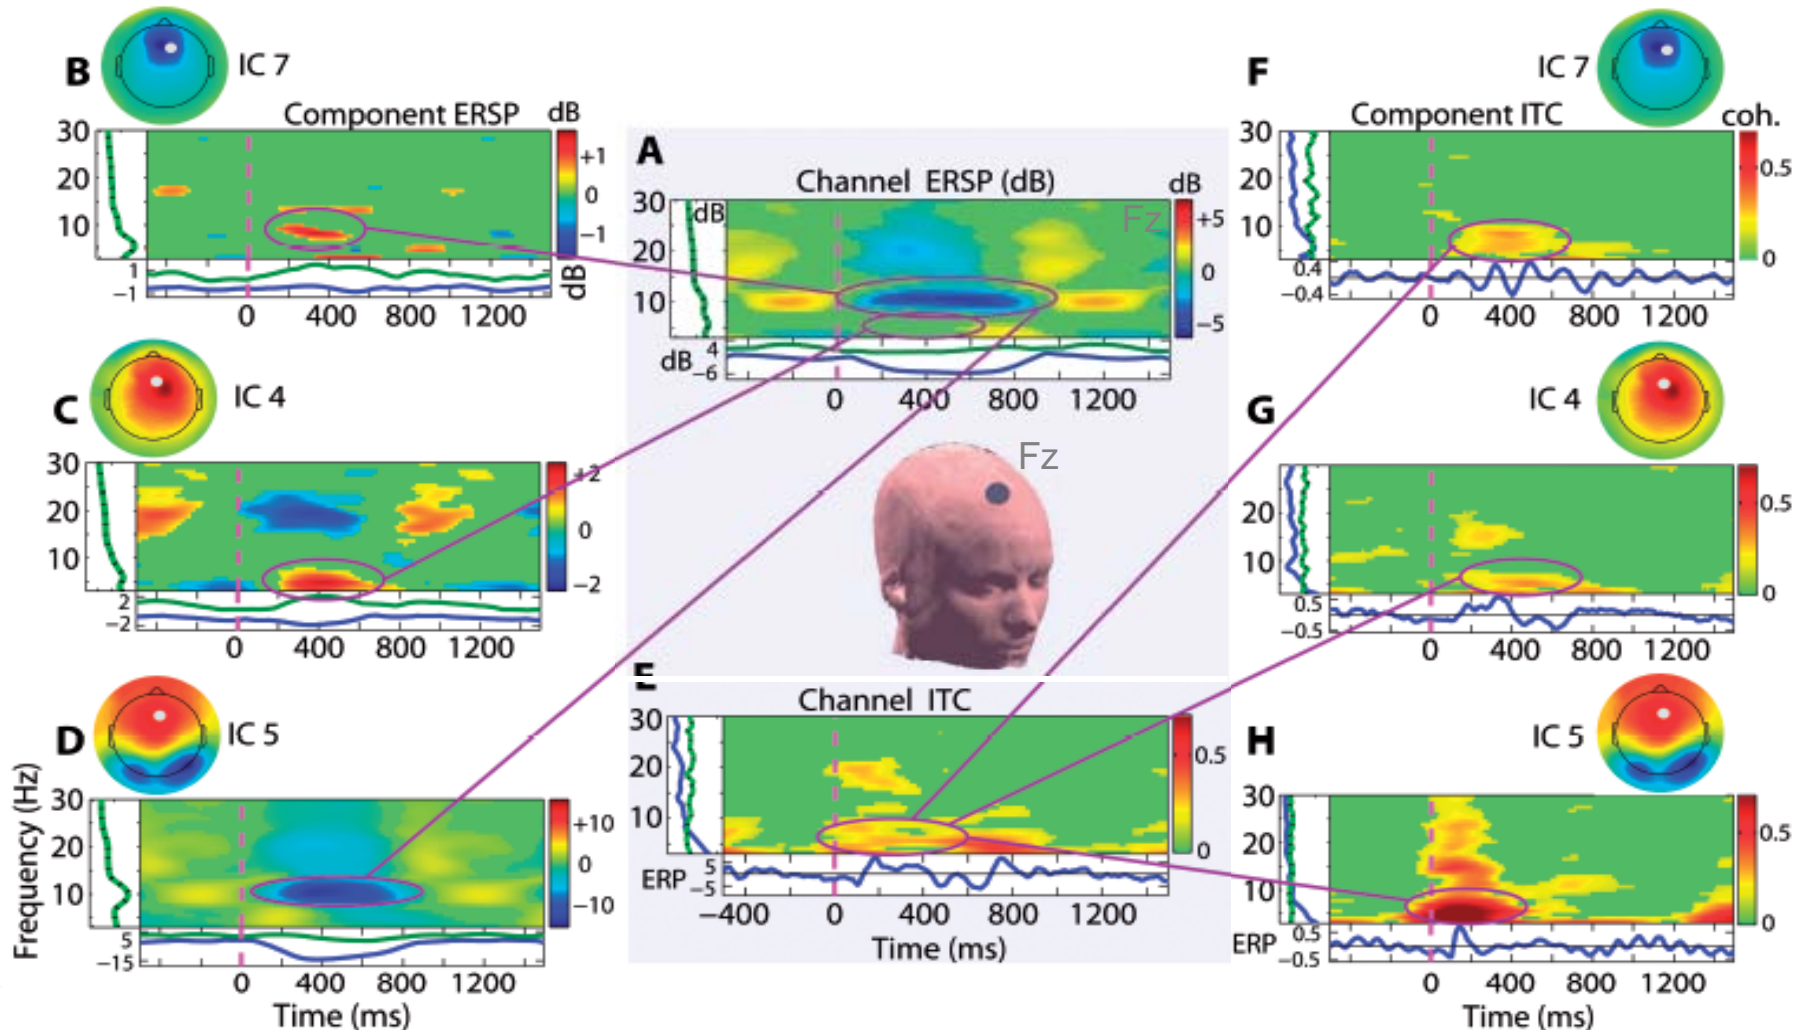 B
IC 7
Component ERSP
dB
30
20
10
+1
0
−1
1
−1
dB
0
400
800
1200
C
IC 4
30
20
10
+2
0
−2
2
−2
0
400
800
1200
D
IC 5
Frequency (Hz)
30
20
10
+10
0
−10
5
−15
0
400
800
1200
Time (ms)
A
Channel ERSP (dB)
dB
30
20
10
dB
Fz
+5
0
−5
dB
4
−6
0
400
800
1200
Fz
E
Channel ITC
30
20
10
0.5
0
ERP
5
−5
−400
0
400
800
1200
Time (ms)
F
IC 7
Component ITC
coh.
30
20
10
0.5
0
0.4
−0.4
0
400
800
1200
G
IC 4
20
10
0.5
0
0.5
−0.5
0
400
800
1200
H
IC 5
30
20
10
0.5
0
ERP
0.5
−0.5
0
400
800
1200
Time (ms)